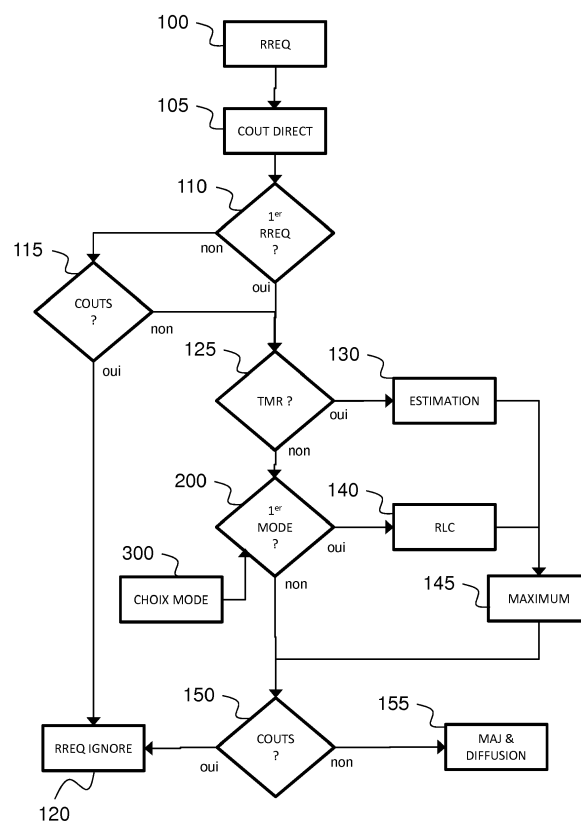 100
RREQ
105
COUT DIRECT
110
1er
RREQ
?
non
oui
115
COUTS
?
non
oui
125
TMR ?
oui
non
130
ESTIMATION
200
1er
MODE
?
oui
non
140
RLC
300
CHOIX MODE
145
MAXIMUM
150
COUTS
?
oui
non
155
MAJ &
DIFFUSION
RREQ IGNORE
120